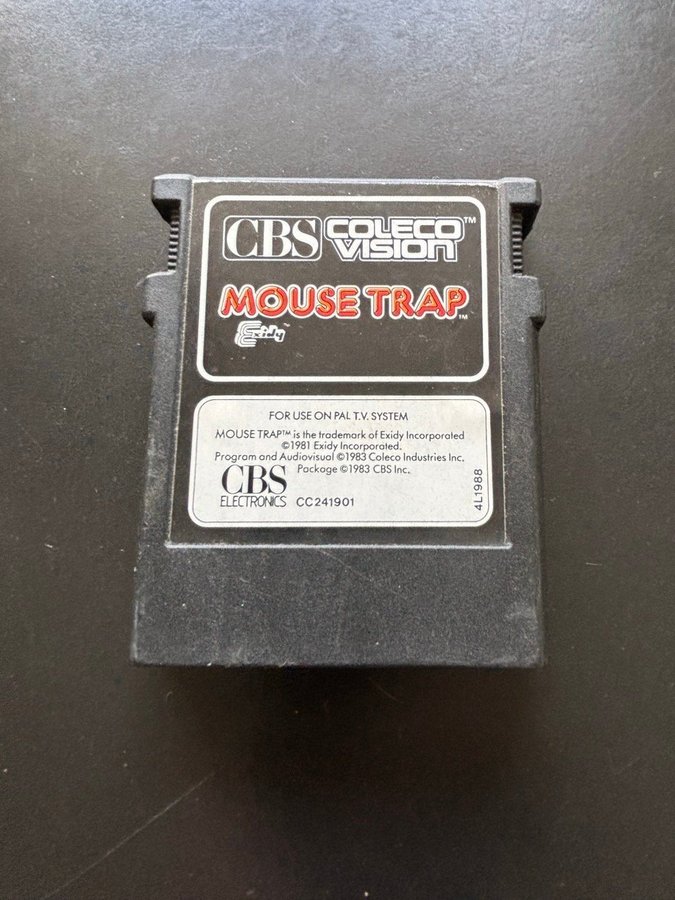 CBS COLECO VISION™
MOUSE TRAP™
Exidy™
FOR USE ON PAL T.V. SYSTEM
MOUSE TRAP™ is the trademark of Exidy Incorporated
©1981 Exidy Incorporated.
Program and Audiovisual ©1983 Coleco Industries Inc.
Package ©1983 CBS Inc.
CBS
ELECTRONICS CC241901
4L1988